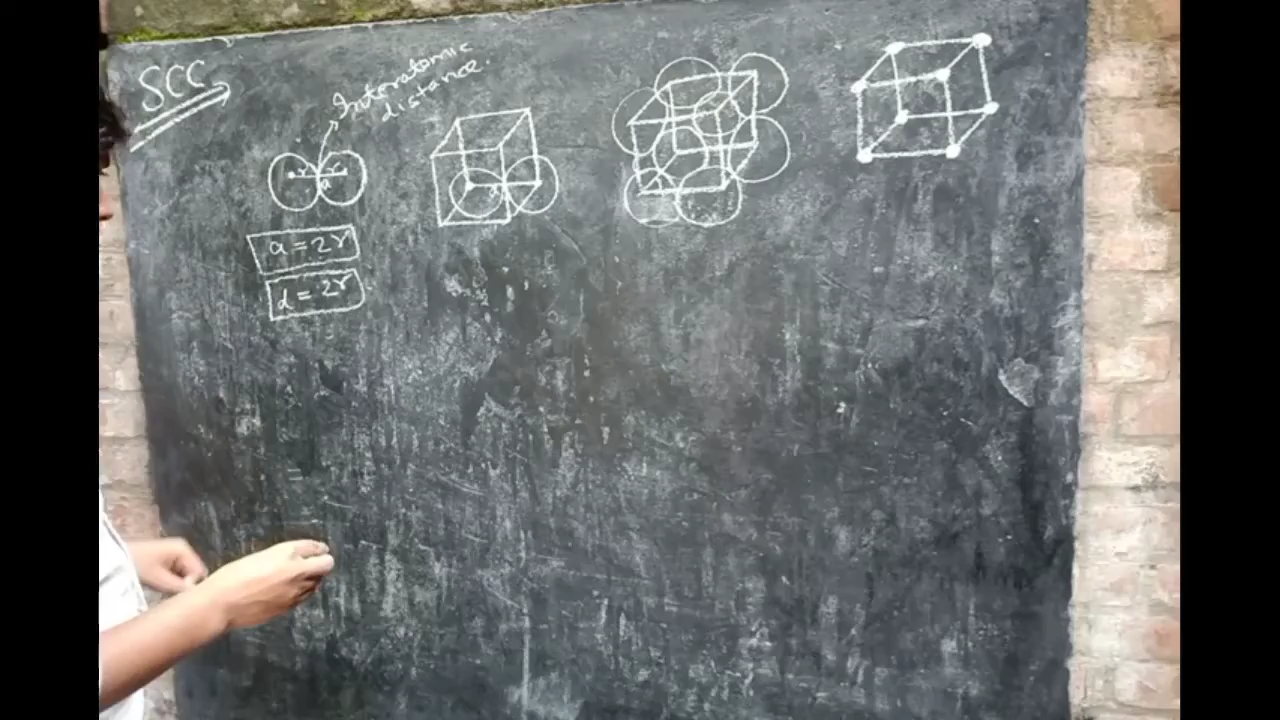 SCC
Interatomic
distance.
r r
a
a
a = 2r
d = 2r